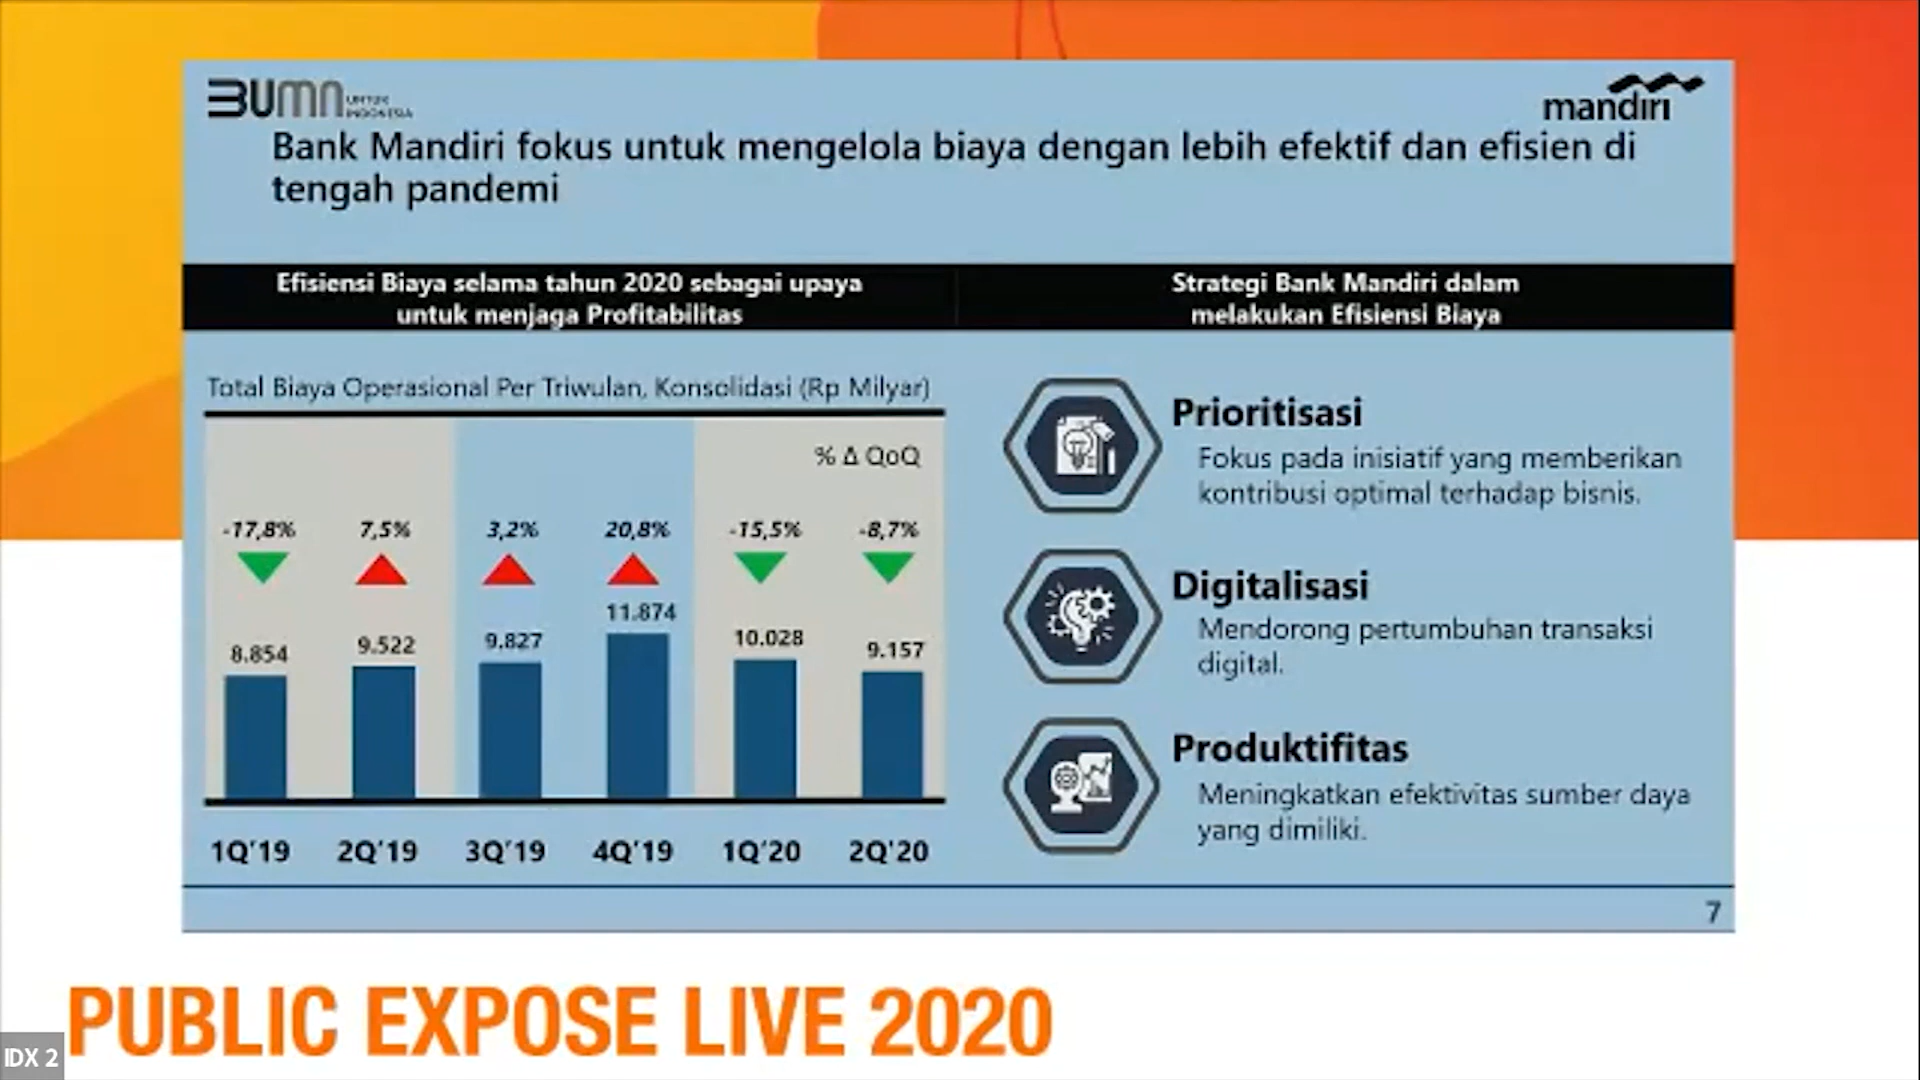 BUMN UNTUK INDONESIA
mandırı
Bank Mandiri fokus untuk mengelola biaya dengan lebih efektif dan efisien di
tengah pandemi
Efisiensi Biaya selama tahun 2020 sebagai upaya
untuk menjaga Profitabilitas
Total Biaya Operasional Per Triwulan, Konsolidasi (Rp Milyar)
% Δ QoQ
-17,8% 7,5% 3,2% 20,8% -15,5% -8,7%
8.854 9.522 9.827 11.874 10.028 9.157
1Q'19 2Q'19 3Q'19 4Q'19 1Q'20 2Q'20
Strategi Bank Mandiri dalam
melakukan Efisiensi Biaya
Prioritisasi
Fokus pada inisiatif yang memberikan
kontribusi optimal terhadap bisnis.
Digitalisasi
Mendorong pertumbuhan transaksi
digital.
Produktifitas
Meningkatkan efektivitas sumber daya
yang dimiliki.
7
PUBLIC EXPOSE LIVE 2020
IDX 2